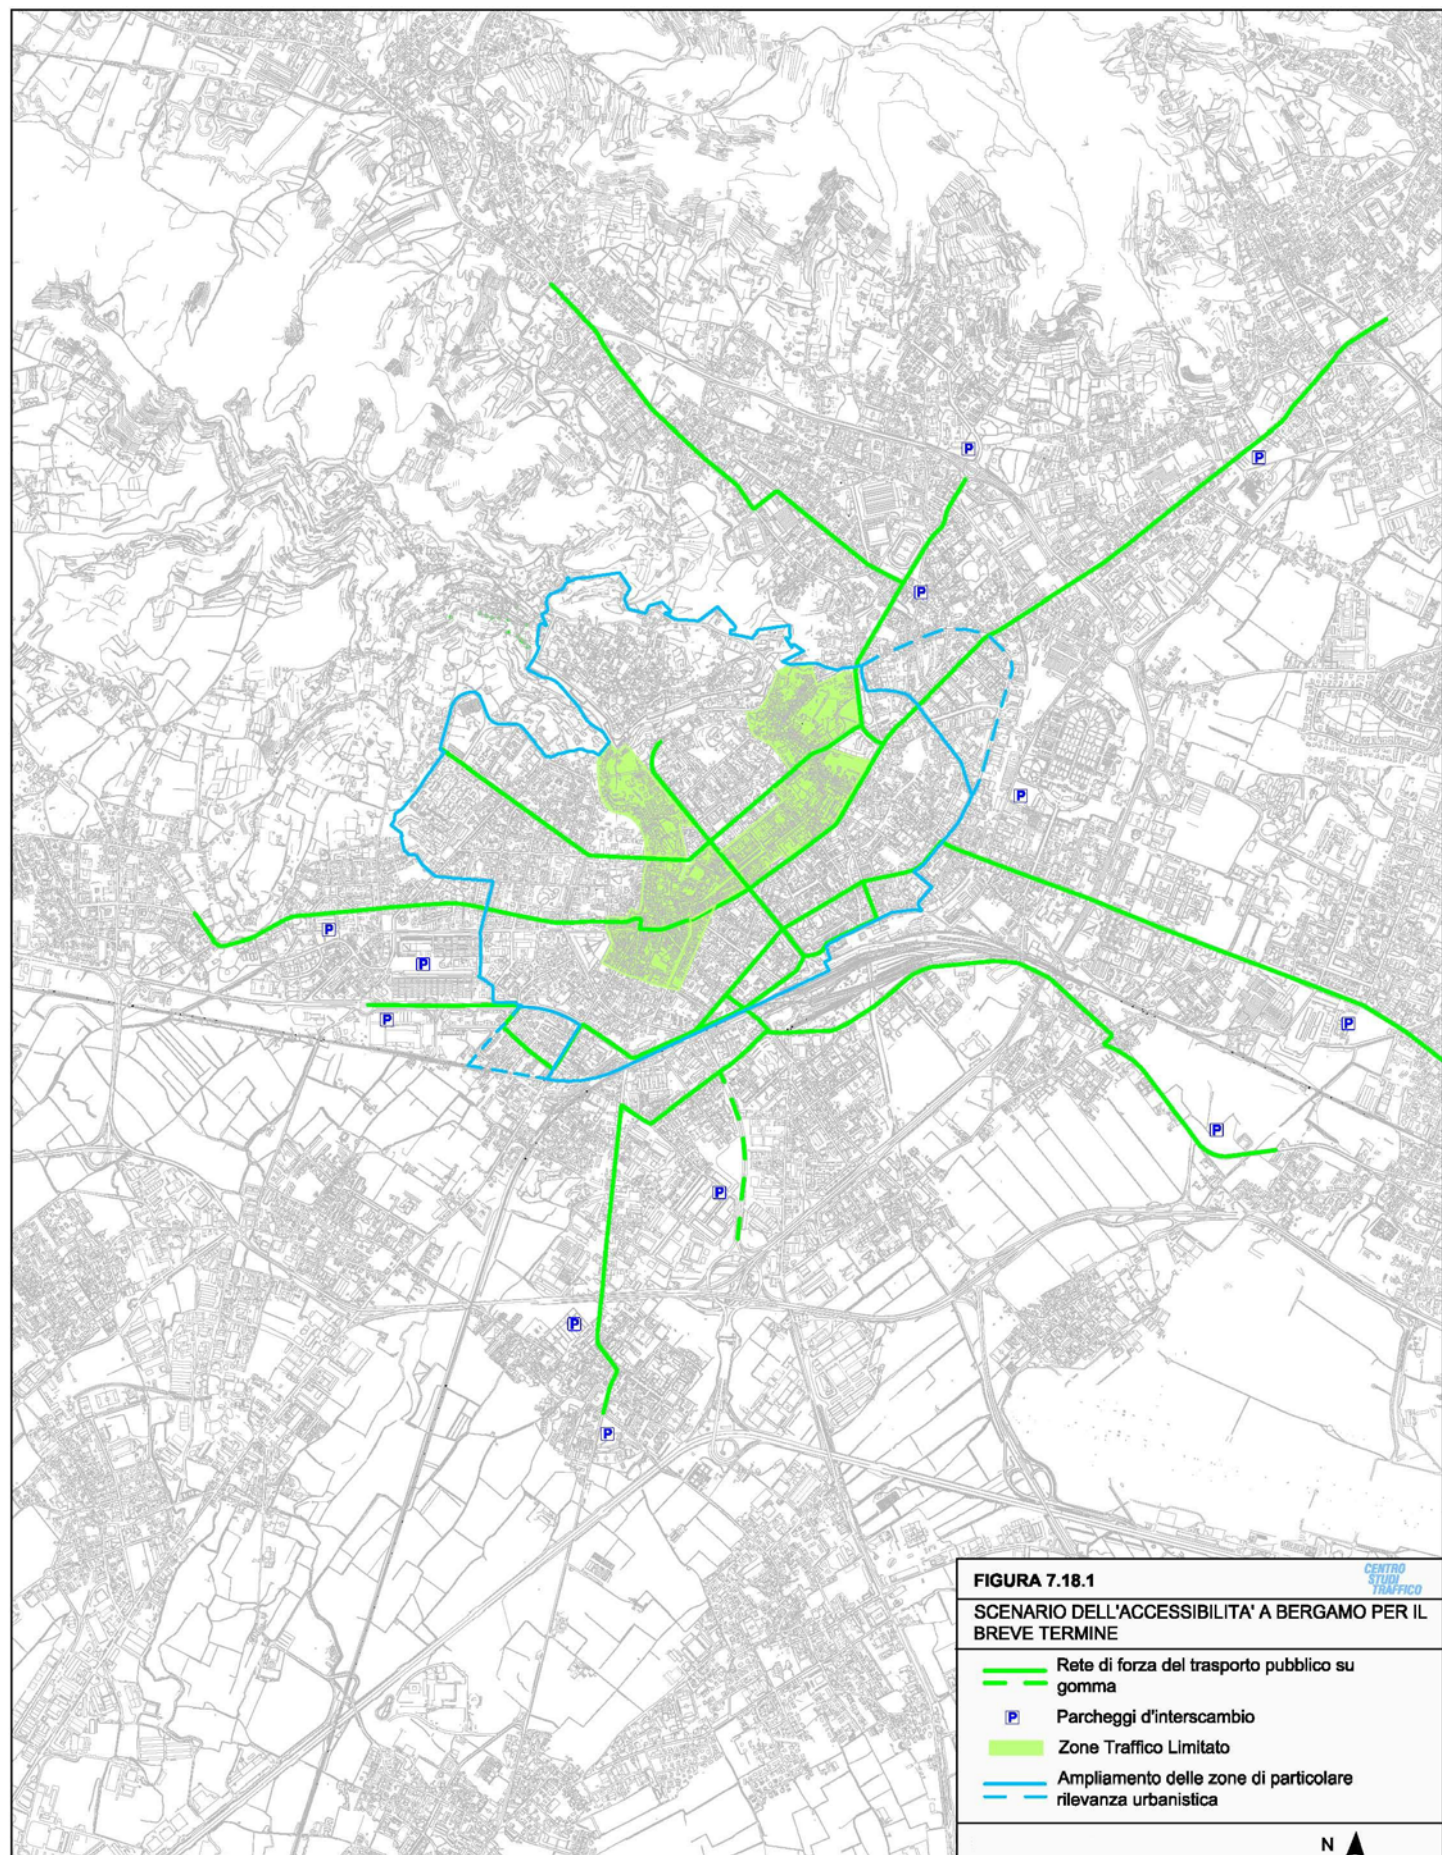 P
P
P
P
P
P
P
P
P
P
P
P
P
FIGURA 7.18.1
CENTRO
STUDI
TRAFFICO
SCENARIO DELL'ACCESSIBILITA' A BERGAMO PER IL
BREVE TERMINE
Rete di forza del trasporto pubblico su
gomma
P Parcheggi d'interscambio
Zone Traffico Limitato
Ampliamento delle zone di particolare
rilevanza urbanistica
N